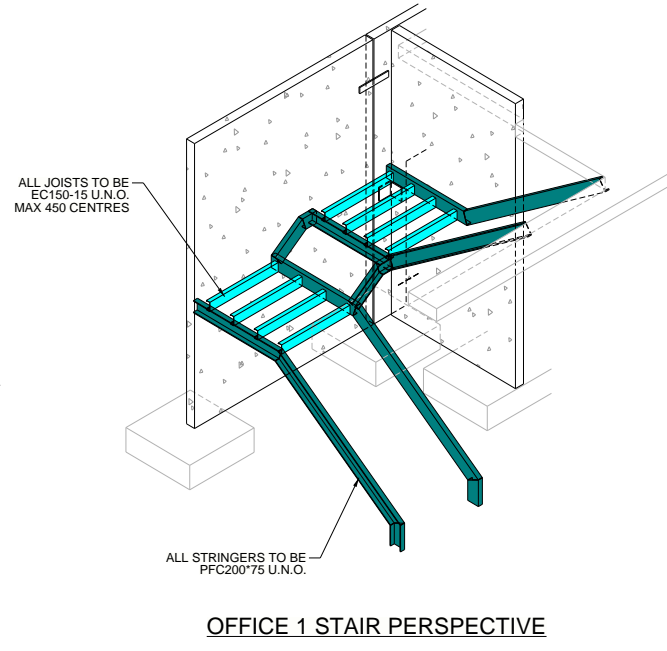 ALL JOISTS TO BE
EC150-15 U.N.O.
MAX 450 CENTRES
ALL STRINGERS TO BE
PFC200*75 U.N.O.
OFFICE 1 STAIR PERSPECTIVE